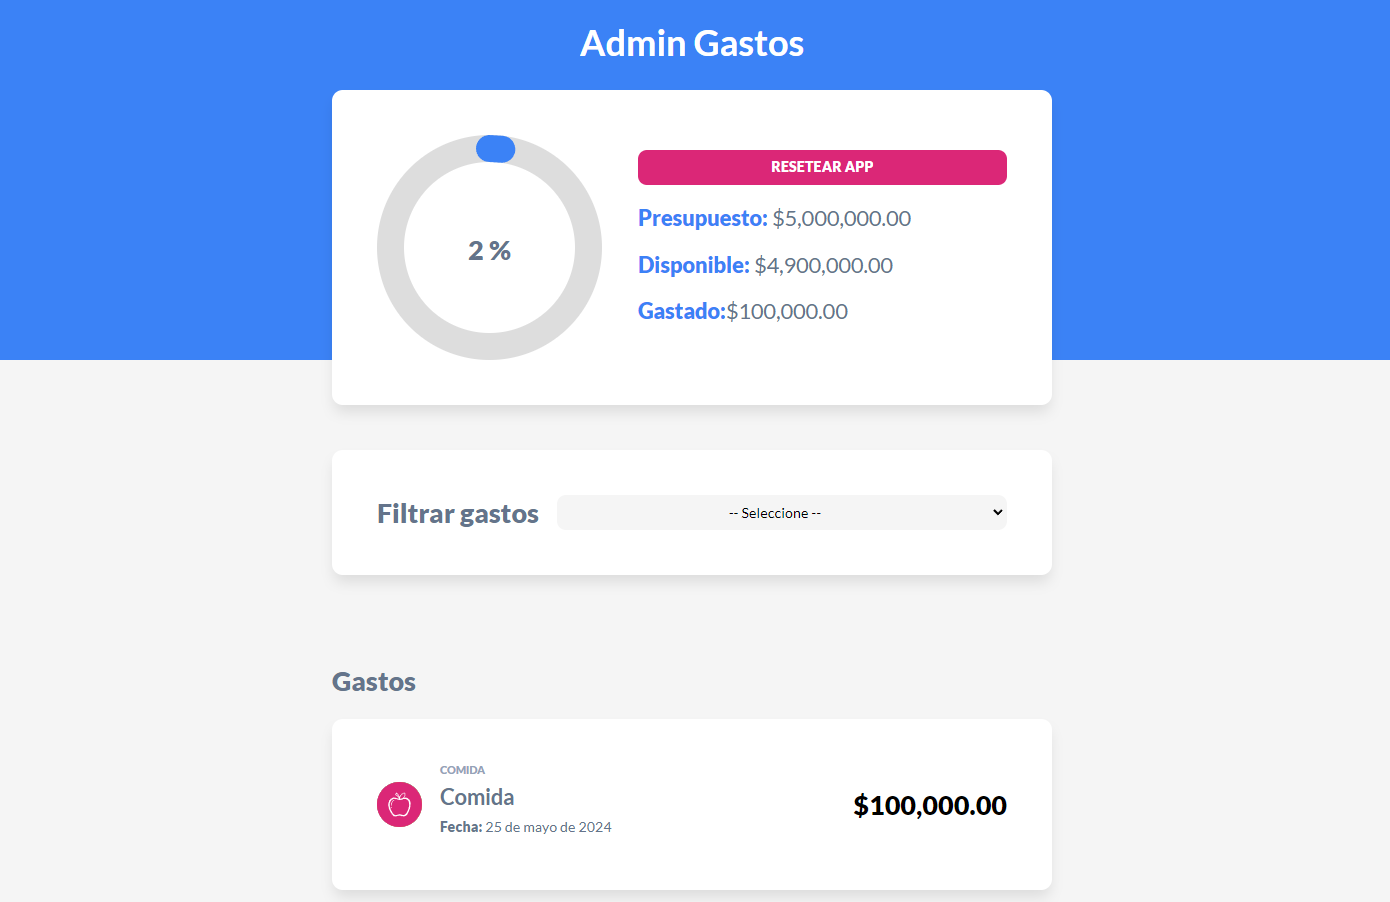 Admin Gastos
2 %
RESETEAR APP
Presupuesto: $5,000,000.00
Disponible: $4,900,000.00
Gastado:$100,000.00
Filtrar gastos
-- Seleccione --
Gastos
COMIDA
Comida
Fecha: 25 de mayo de 2024
$100,000.00